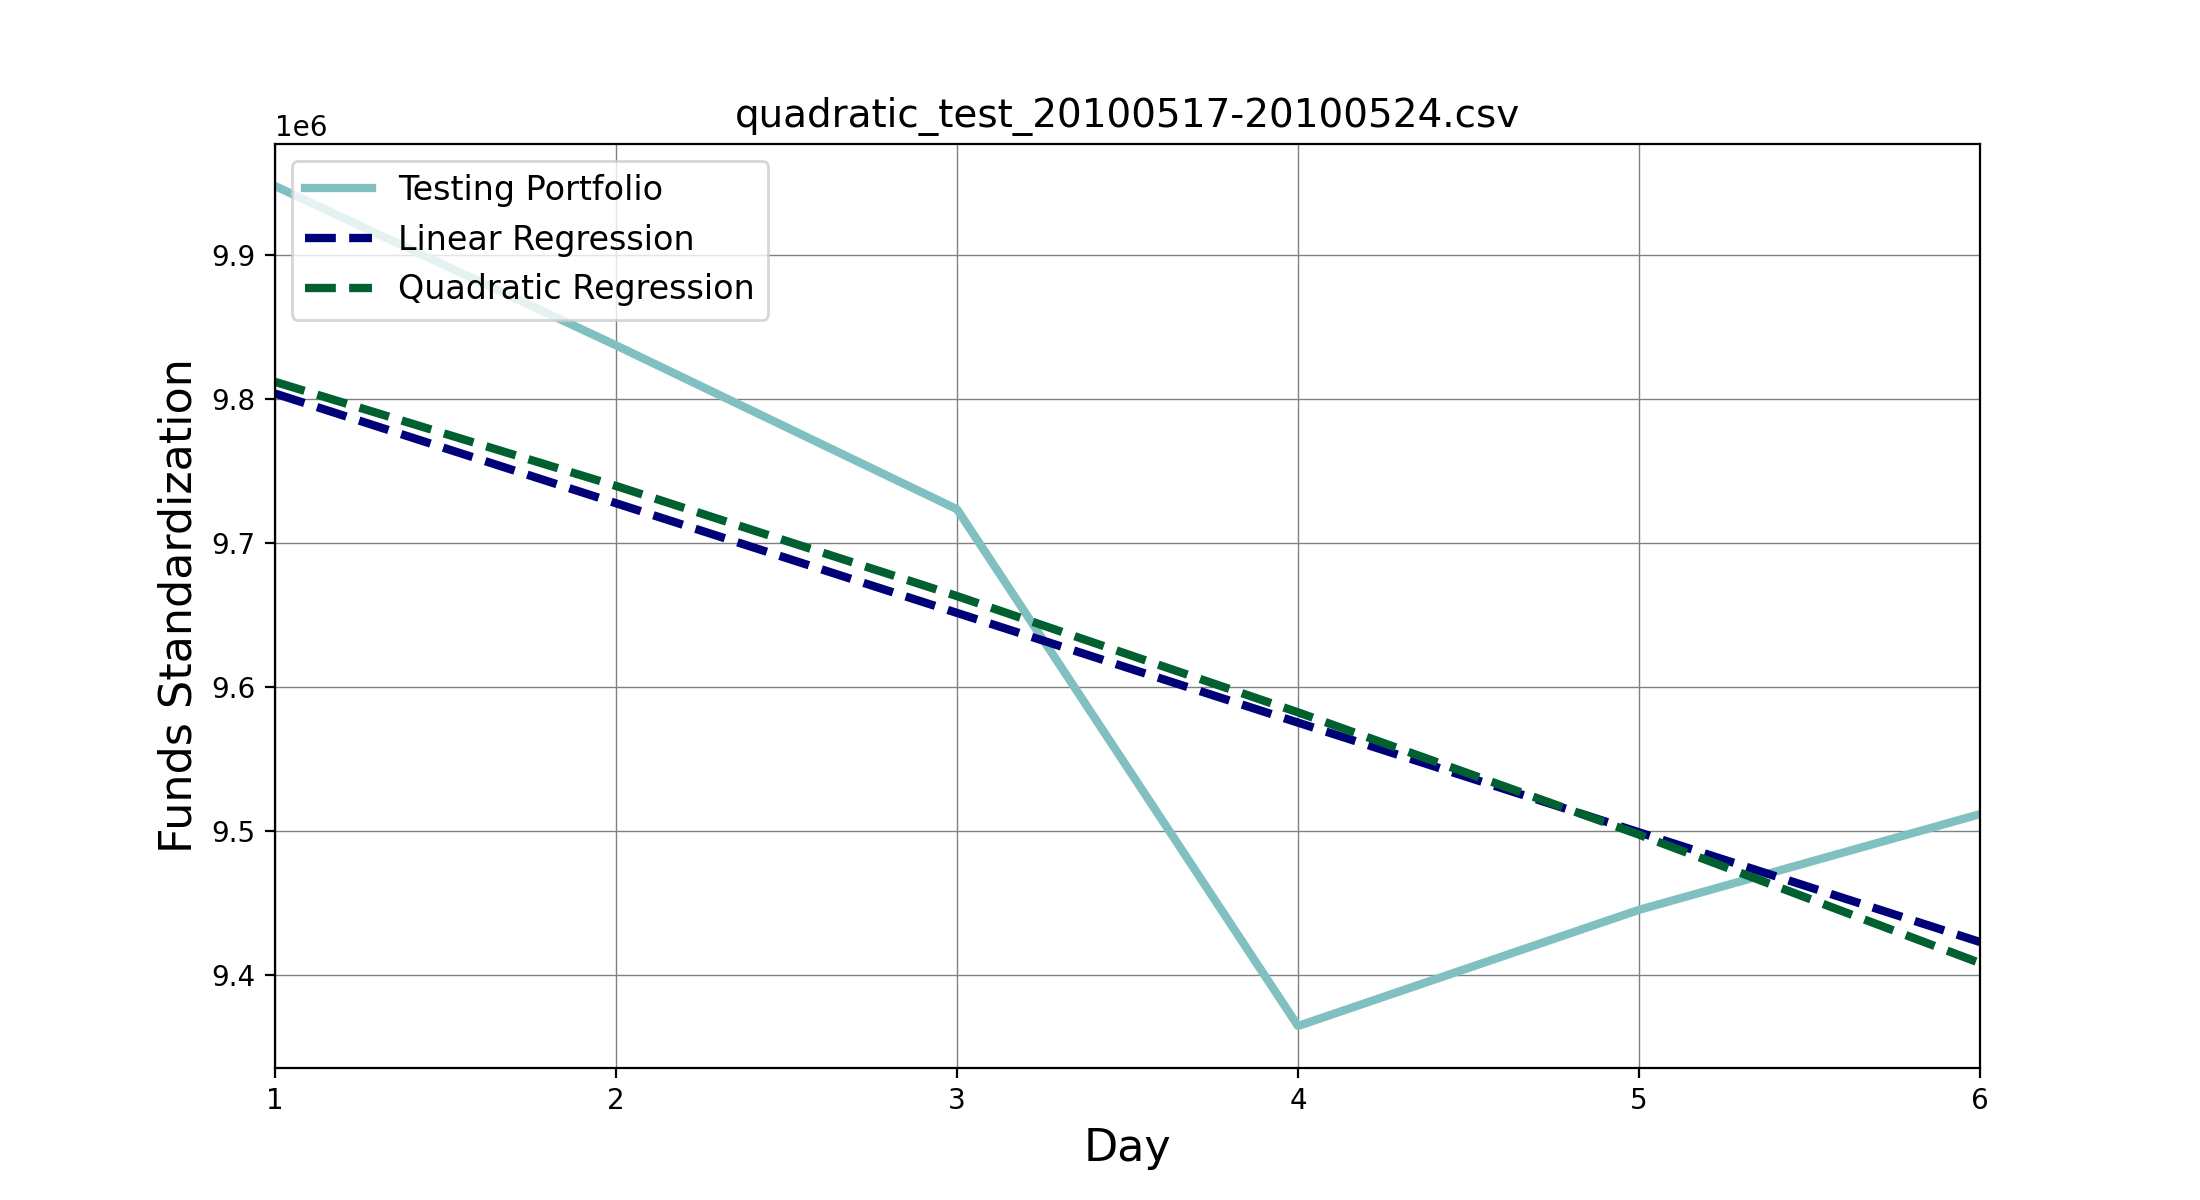 quadratic_test_20100517-20100524.csv
1e6
Testing Portfolio
Linear Regression
Quadratic Regression
Funds Standardization
9.9
9.8
9.7
9.6
9.5
9.4
1 2 3 4 5 6
Day